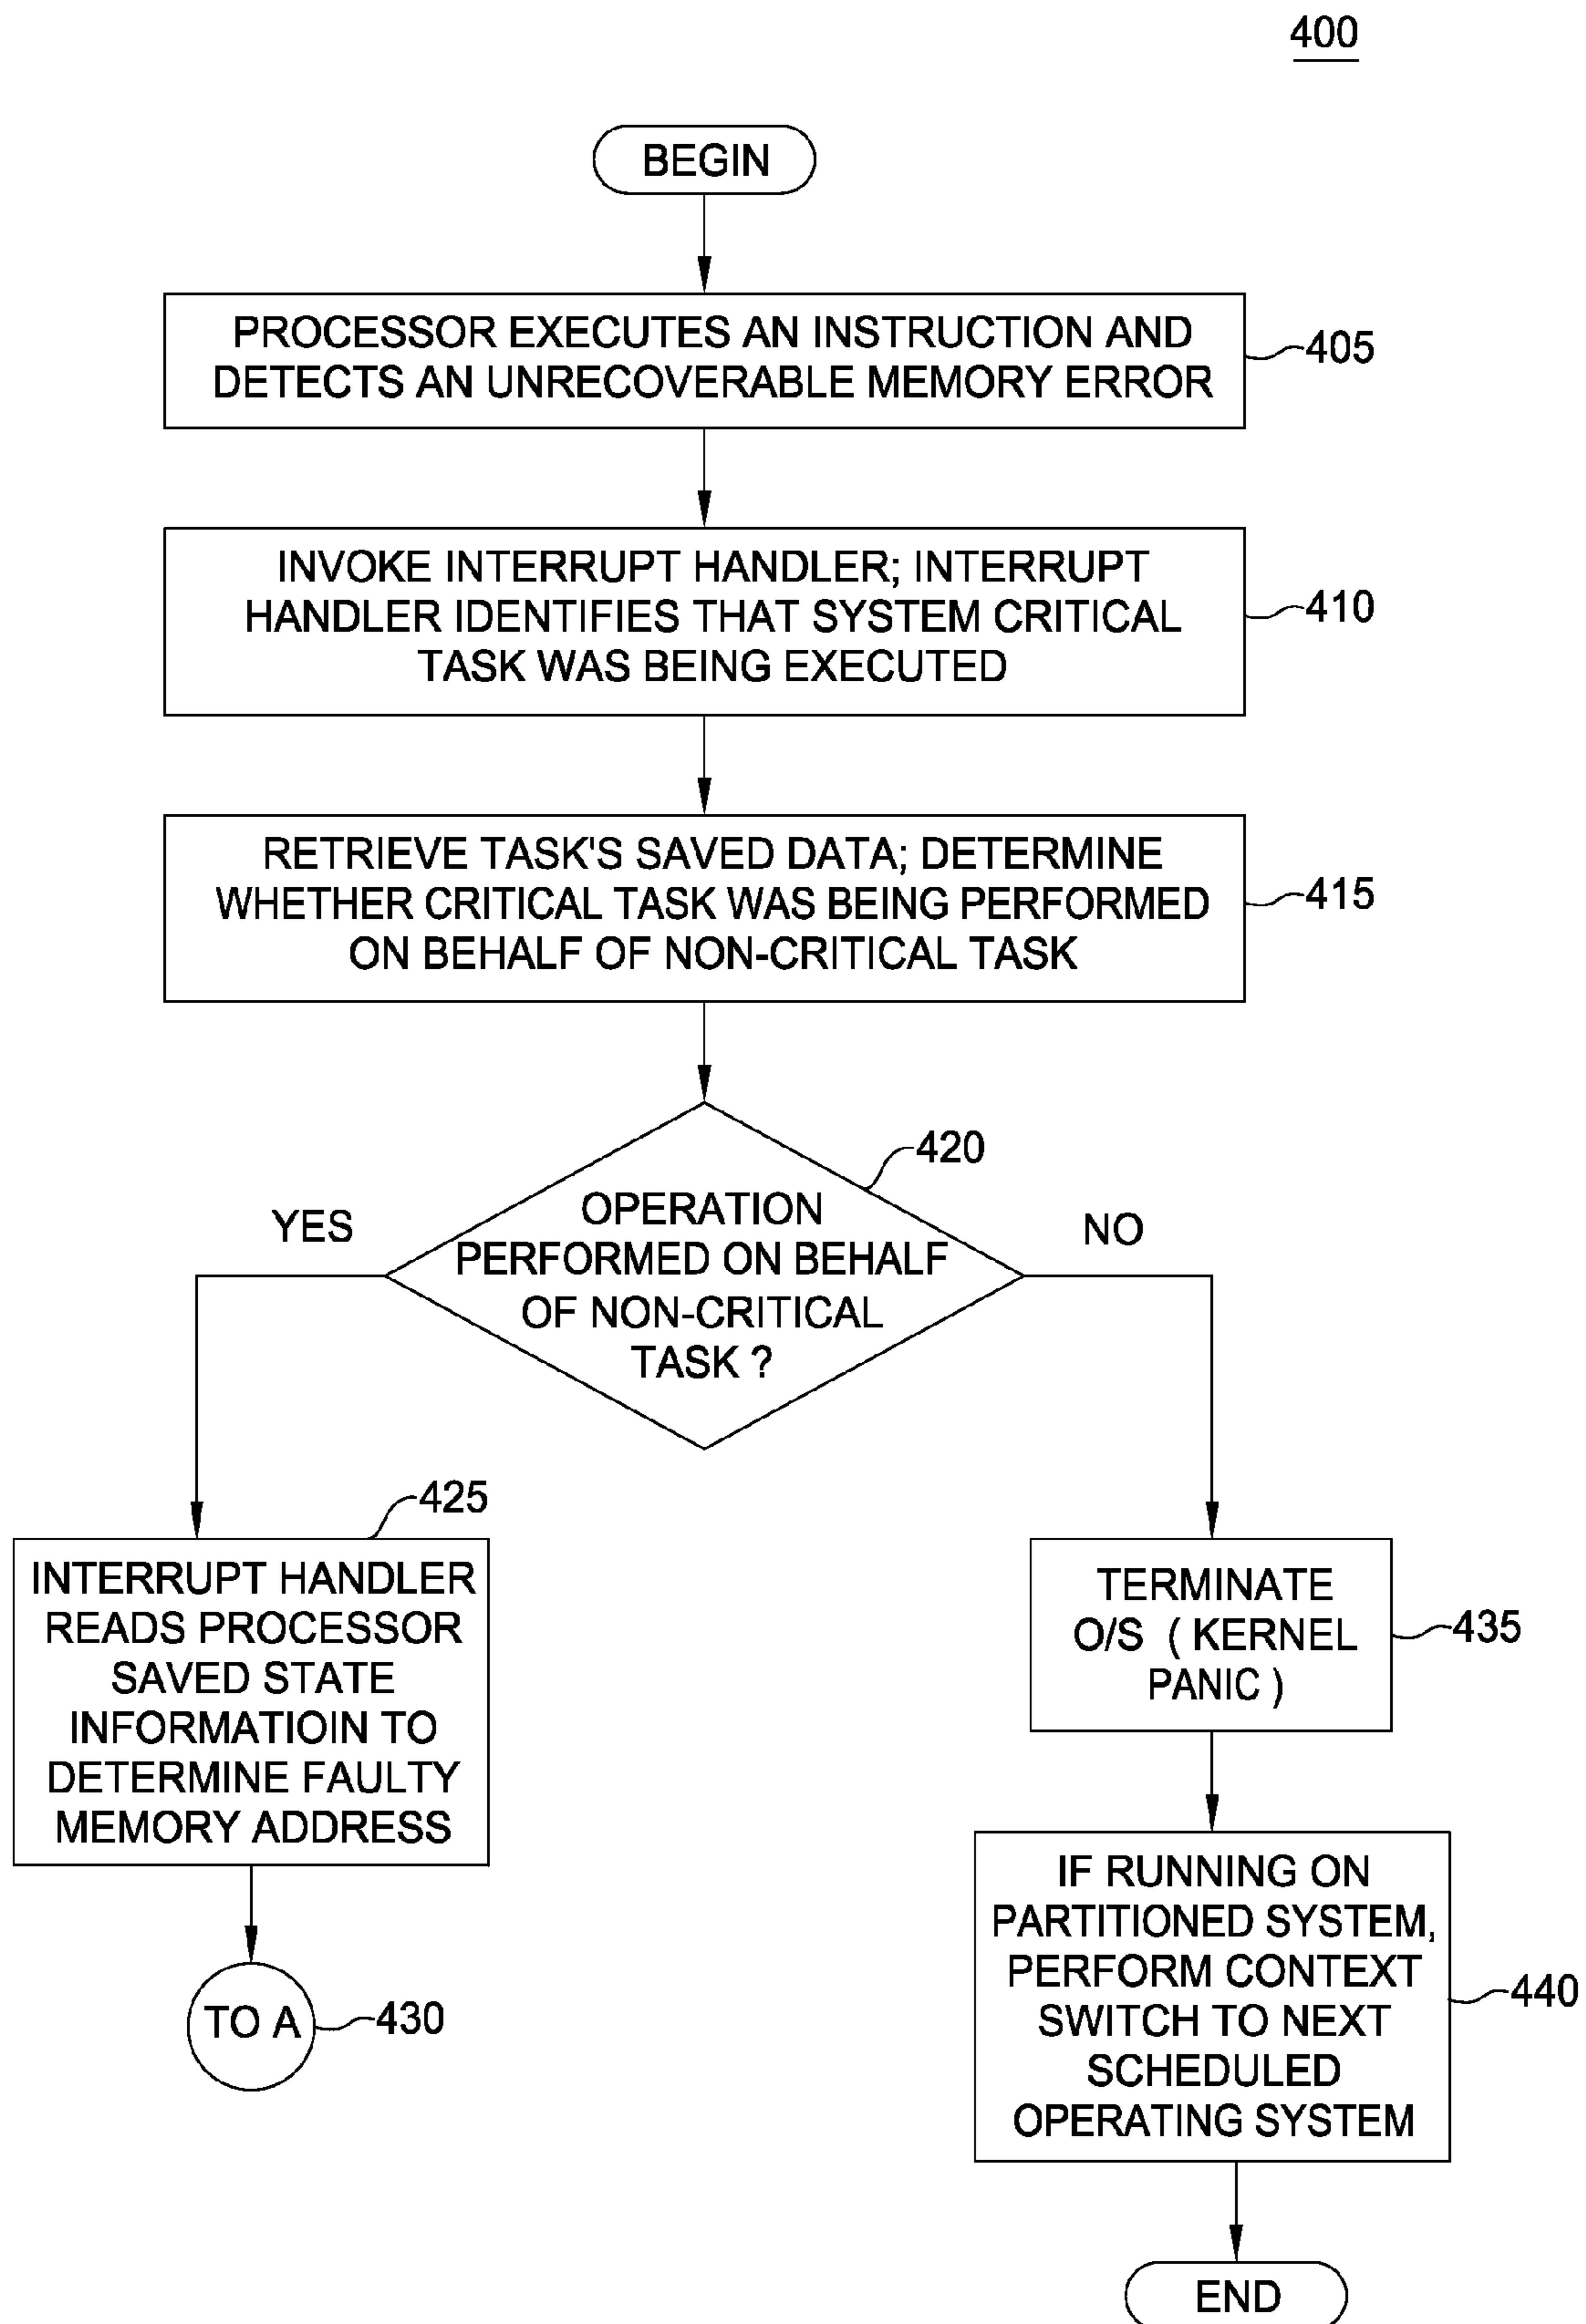 400
BEGIN
PROCESSOR EXECUTES AN INSTRUCTION AND
DETECTS AN UNRECOVERABLE MEMORY ERROR
405
INVOKE INTERRUPT HANDLER; INTERRUPT
HANDLER IDENTIFIES THAT SYSTEM CRITICAL
TASK WAS BEING EXECUTED
410
RETRIEVE TASK'S SAVED DATA; DETERMINE
WHETHER CRITICAL TASK WAS BEING PERFORMED
ON BEHALF OF NON-CRITICAL TASK
415
420
YES
OPERATION
PERFORMED ON BEHALF
OF NON-CRITICAL
TASK ?
NO
425
INTERRUPT HANDLER
READS PROCESSOR
SAVED STATE
INFORMATIOIN TO
DETERMINE FAULTY
MEMORY ADDRESS
TO A
430
TERMINATE
O/S ( KERNEL
PANIC )
435
IF RUNNING ON
PARTITIONED SYSTEM,
PERFORM CONTEXT
SWITCH TO NEXT
SCHEDULED
OPERATING SYSTEM
440
END